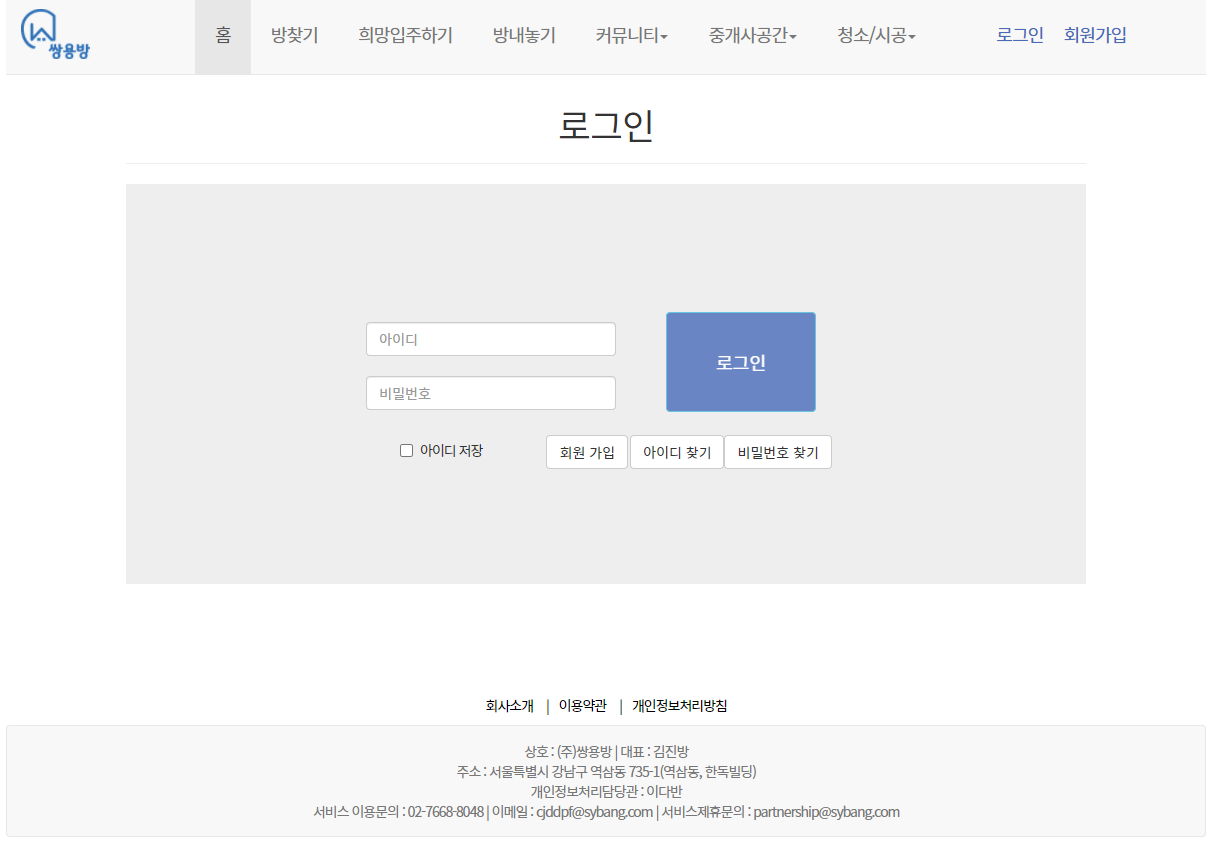 쌍용방
홈 방찾기 희망입주하기 방내놓기 커뮤니티 중개사공간 청소/시공 로그인 회원가입
로그인
아이디
로그인
비밀번호
아이디 저장 회원 가입 아이디 찾기 비밀번호 찾기
회사소개 | 이용약관 | 개인정보처리방침
상호 : (주)쌍용방 | 대표 : 김진방
주소 : 서울특별시 강남구 역삼동 735-1(역삼동, 한독빌딩)
개인정보처리담당관 : 이다반
서비스 이용문의 : 02-7668-8048 | 이메일 : cjddpf@sybang.com | 서비스제휴문의 : partnership@sybang.com